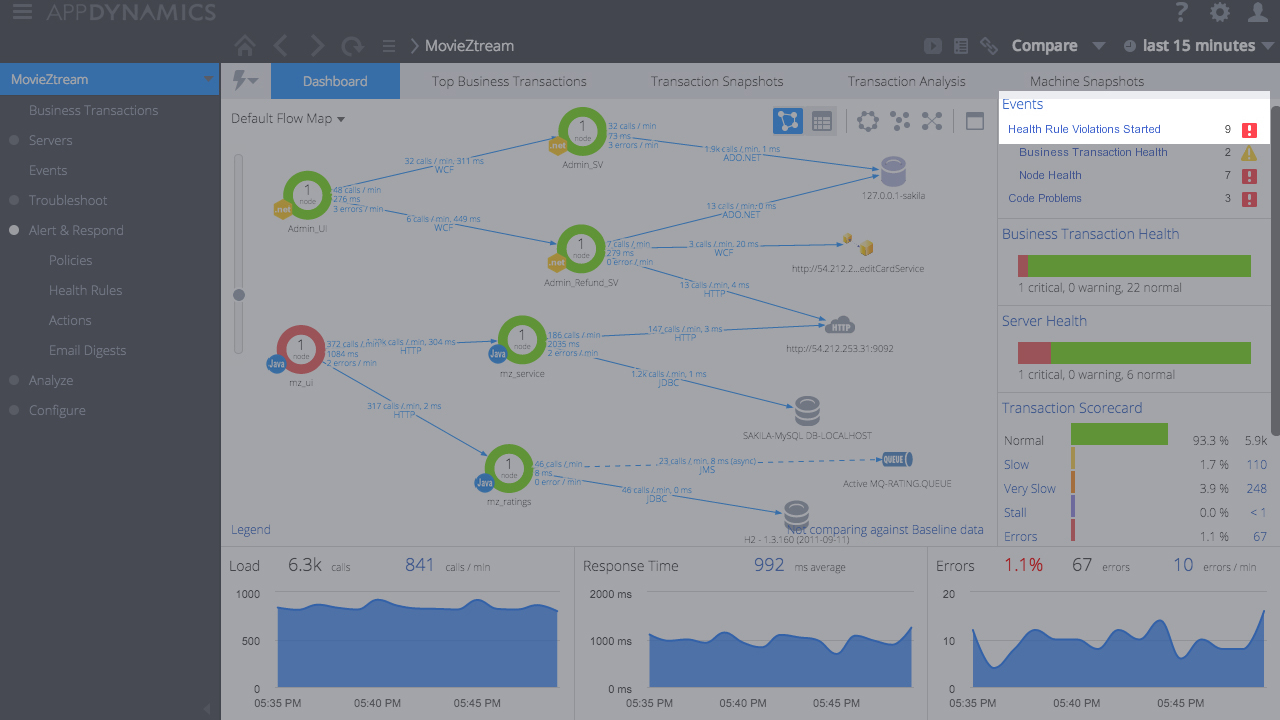 APPDYNAMICS
?
MovieZtream
Compare
last 15 minutes
MovieZtream
Business Transactions
Servers
Events
Troubleshoot
Alert & Respond
Policies
Health Rules
Actions
Email Digests
Analyze
Configure
Dashboard
Top Business Transactions
Transaction Snapshots
Transaction Analysis
Machine Snapshots
Default Flow Map
1
node
.net
Admin_SV
32 calls / min
73 ms
3 errors / min
1.9k calls / min, 1 ms
ADO.NET
127.0.0.1-sakila
32 calls / min, 311 ms
WCF
1
node
.net
Admin_UI
48 calls / min
276 ms
3 errors / min
6 calls / min, 449 ms
WCF
13 calls / min, 0 ms
ADO.NET
1
node
.net
Admin_Refund_SV
7 calls / min
279 ms
0 error / min
3 calls / min, 20 ms
WCF
http://54.212.2...editCardService
13 calls / min, 4 ms
HTTP
HTTP
http://54.212.253.31:9092
147 calls / min, 3 ms
HTTP
1
node
Java
mz_ui
372 calls / min
1084 ms
2 errors / min
calls / min, 304 ms
HTTP
1
node
Java
mz_service
186 calls / min
2035 ms
2 errors / min
1.2k calls / min, 1 ms
JDBC
SAKILA-MySQL DB-LOCALHOST
317 calls / min, 2 ms
HTTP
1
node
Java
mz_ratings
46 calls / min
8 ms
0 error / min
23 calls / min, 8 ms (async)
JMS
QUEUE
Active MQ-RATING.QUEUE
46 calls / min, 0 ms
JDBC
H2 - 1.3.160 (2011-09-11)
Legend
Not comparing against Baseline data
Events
Health Rule Violations Started 9
Business Transaction Health 2
Node Health 7
Code Problems 3
Business Transaction Health
1 critical, 0 warning, 22 normal
Server Health
1 critical, 0 warning, 6 normal
Transaction Scorecard
Normal 93.3 % 5.9k
Slow 1.7 % 110
Very Slow 3.9 % 248
Stall 0.0 % < 1
Errors 1.1 % 67
Load 6.3k calls 841 calls / min
1000
500
0
05:35 PM 05:40 PM 05:45 PM
Response Time 992 ms average
2000 ms
1000 ms
0 ms
05:35 PM 05:40 PM 05:45 PM
Errors 1.1% 67 errors 10 errors / min
20
10
0
05:35 PM 05:40 PM 05:45 PM